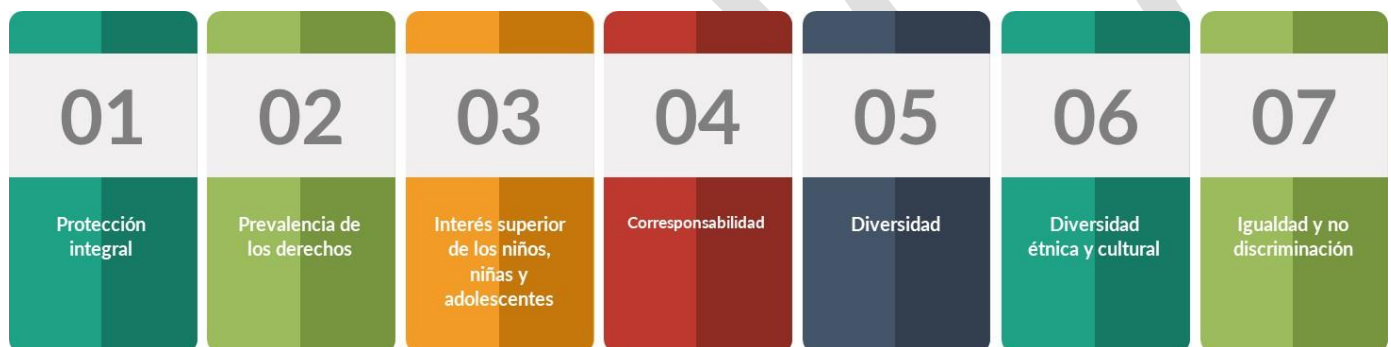 01
Protección
integral
02
Prevalencia de
los derechos
03
Interés superior
de los niños,
niñas y
adolescentes
04
Corresponsabilidad
05
Diversidad
06
Diversidad
étnica y cultural
07
Igualdad y no
discriminación